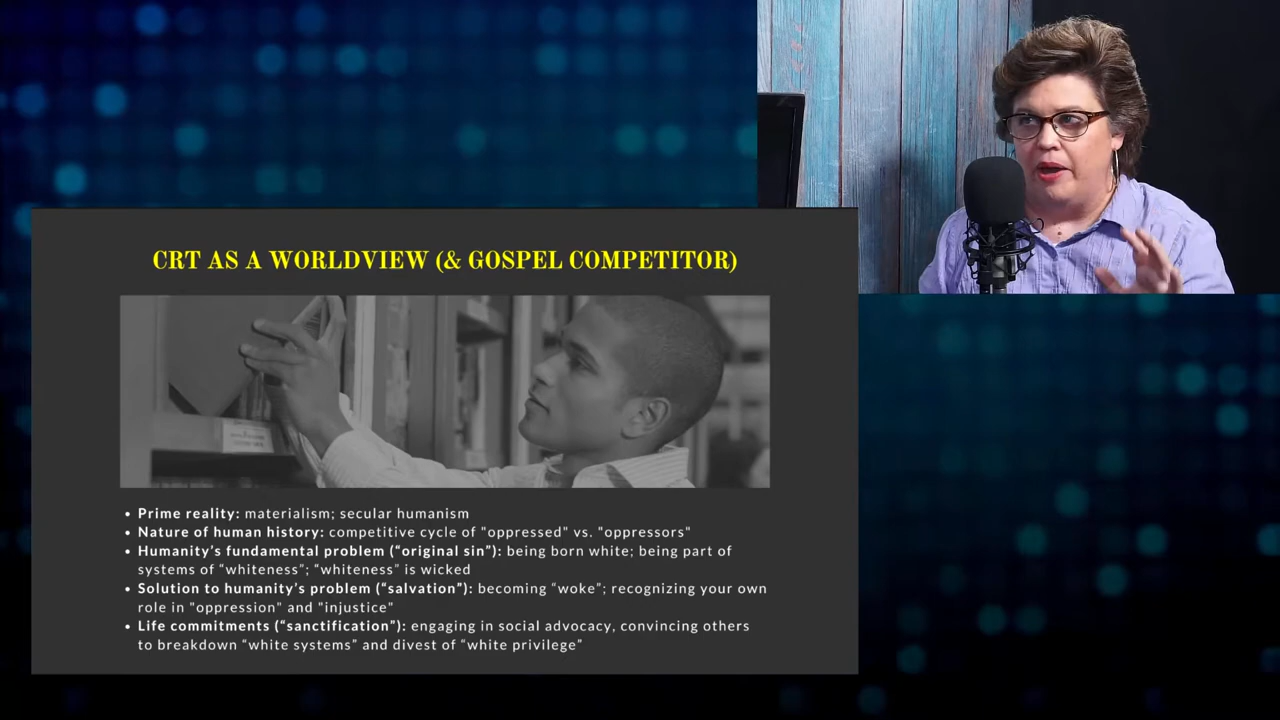 CRT AS A WORLDVIEW (& GOSPEL COMPETITOR)
• Prime reality: materialism; secular humanism
• Nature of human history: competitive cycle of "oppressed" vs. "oppressors"
• Humanity’s fundamental problem (“original sin”): being born white; being part of
systems of “whiteness”; “whiteness” is wicked
• Solution to humanity’s problem (“salvation”): becoming “woke”; recognizing your own
role in "oppression” and “injustice”
• Life commitments (“sanctification”): engaging in social advocacy, convincing others
to breakdown “white systems” and divest of “white privilege”